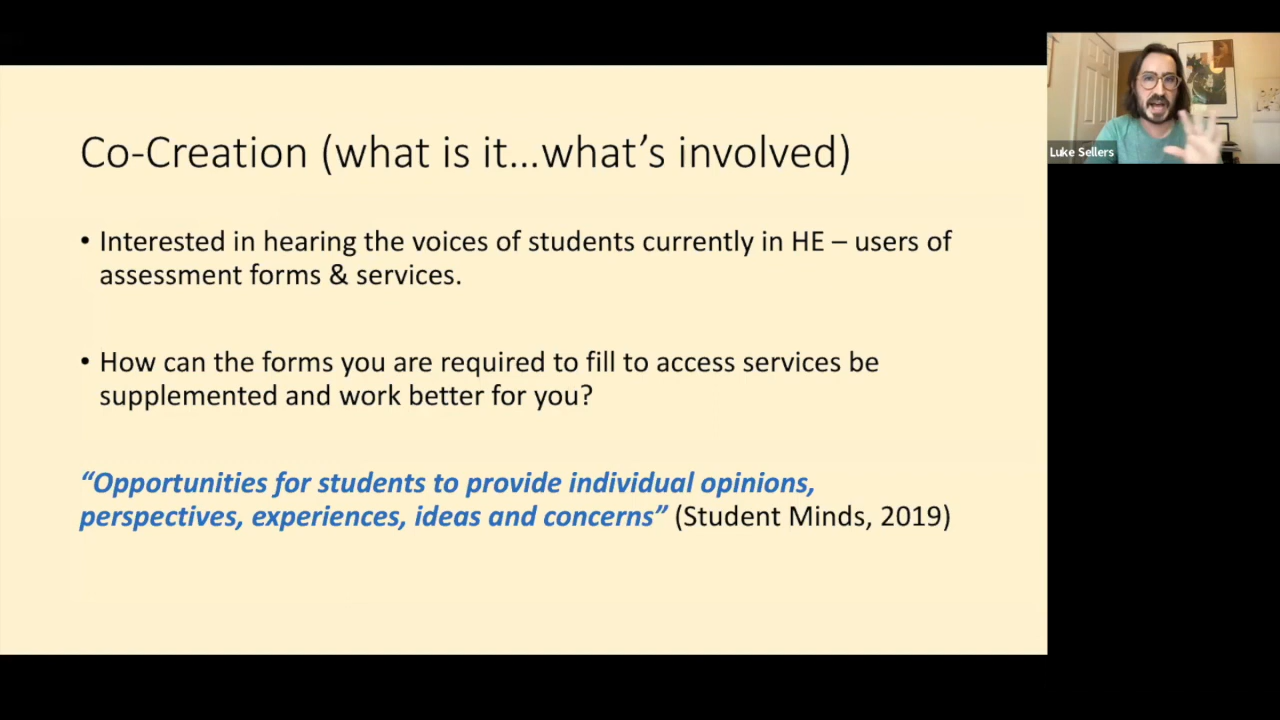 Co-Creation (what is it...what's involved)
• Interested in hearing the voices of students currently in HE – users of
assessment forms & services.
• How can the forms you are required to fill to access services be
supplemented and work better for you?
“Opportunities for students to provide individual opinions,
perspectives, experiences, ideas and concerns” (Student Minds, 2019)
Luke Sellers